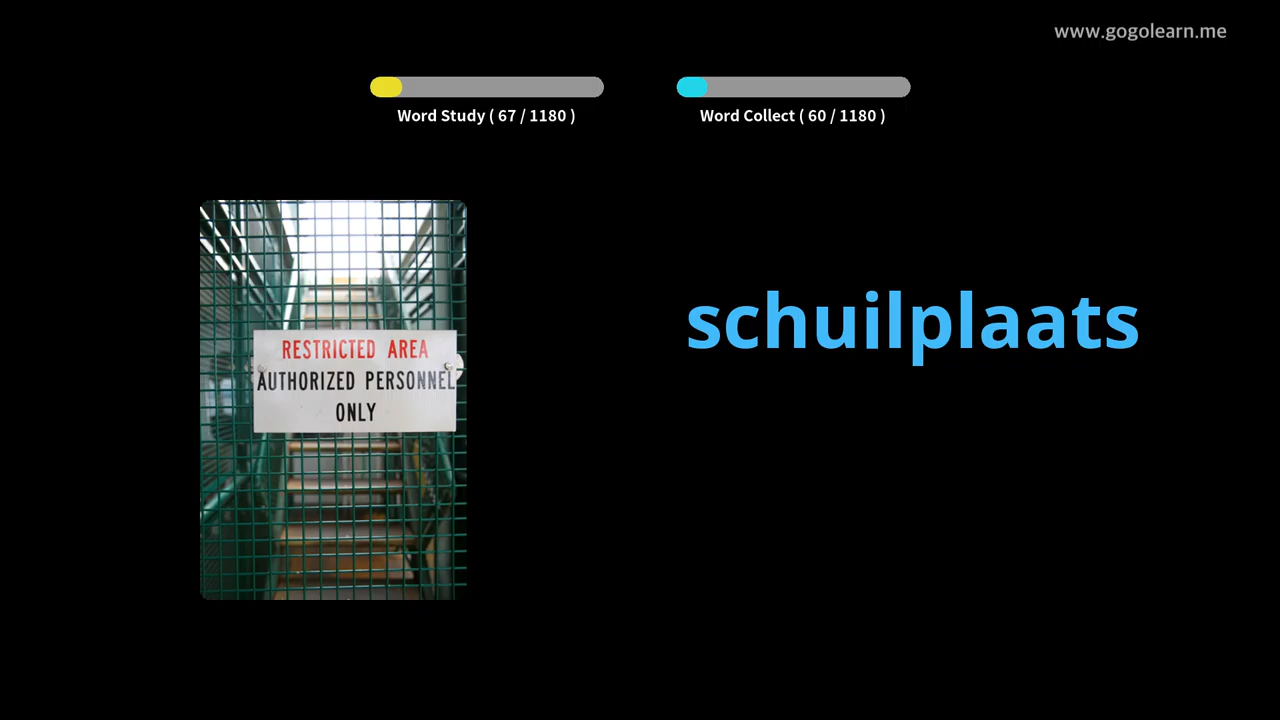 www.gogolearn.me
Word Study ( 67 / 1180 )
Word Collect ( 60 / 1180 )
RESTRICTED AREA
AUTHORIZED PERSONNEL
ONLY
schuilplaats